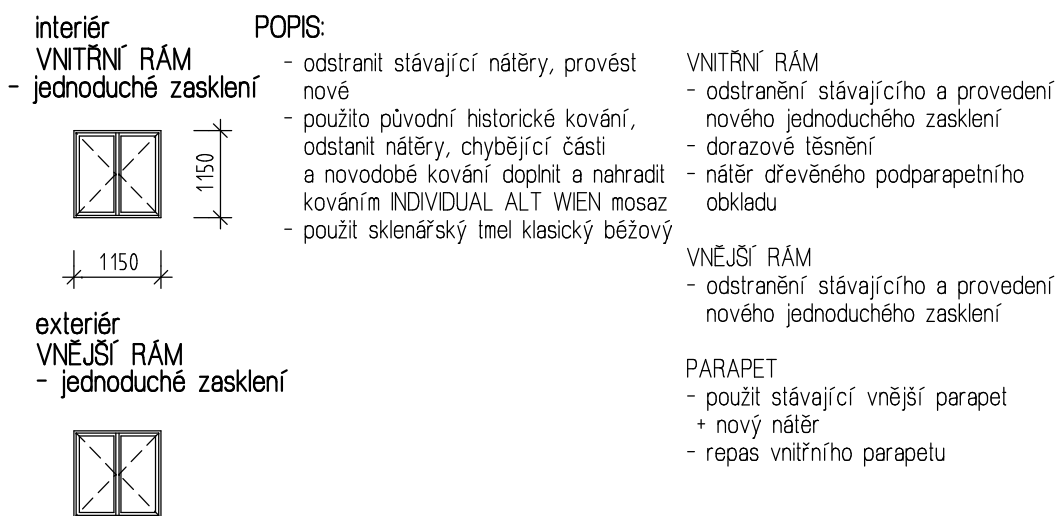 interiér
VNITŘNÍ RÁM
- jednoduché zasklení
1150
1150
exteriér
VNĚJŠÍ RÁM
- jednoduché zasklení
POPIS:
- odstranit stávající nátěry, provést
nové
- použito původní historické kování,
odstanit nátěry, chybějící části
a novodobé kování doplnit a nahradit
kováním INDIVIDUAL ALT WIEN mosaz
- použit sklenářský tmel klasický béžový
VNITŘNÍ RÁM
- odstranění stávajícího a provedení
nového jednoduchého zasklení
- dorazové těsnění
- nátěr dřevěného podparapetního
obkladu
VNĚJŠÍ RÁM
- odstranění stávajícího a provedení
nového jednoduchého zasklení
PARAPET
- použit stávající vnější parapet
+ nový nátěr
- repas vnitřního parapetu